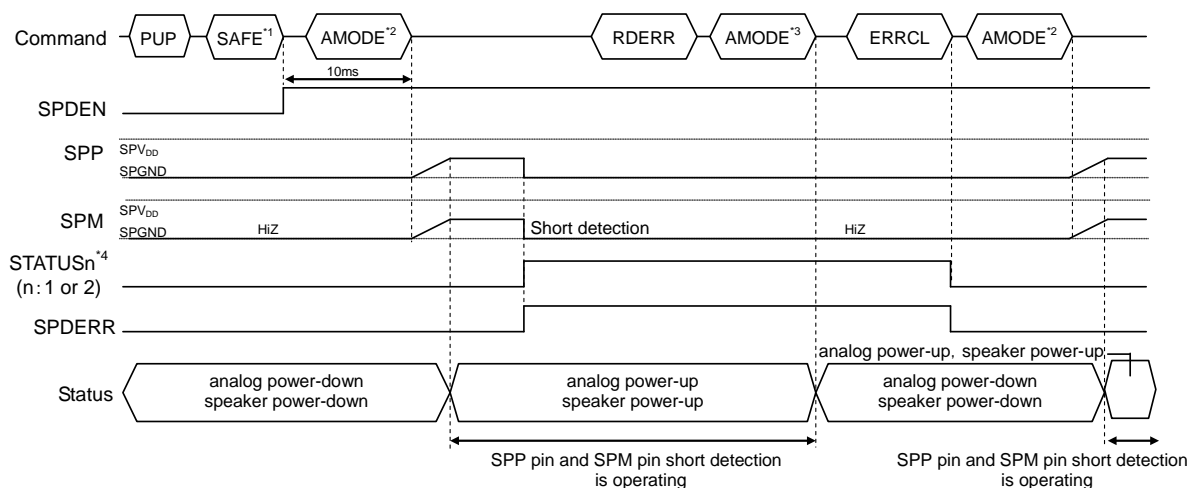 Command PUP SAFE*1 AMODE*2 RDERR AMODE*3 ERRCL AMODE*2
10ms
SPDEN
SPP SPVDD
SPGND
SPM SPVDD
SPGND HiZ Short detection HiZ
STATUSn*4
(n:1 or 2)
SPDERR
analog power-up, speaker power-up
Status analog power-down analog power-up analog power-down
speaker power-down speaker power-up speaker power-down
SPP pin and SPM pin short detection SPP pin and SPM pin short detection
is operating is operating